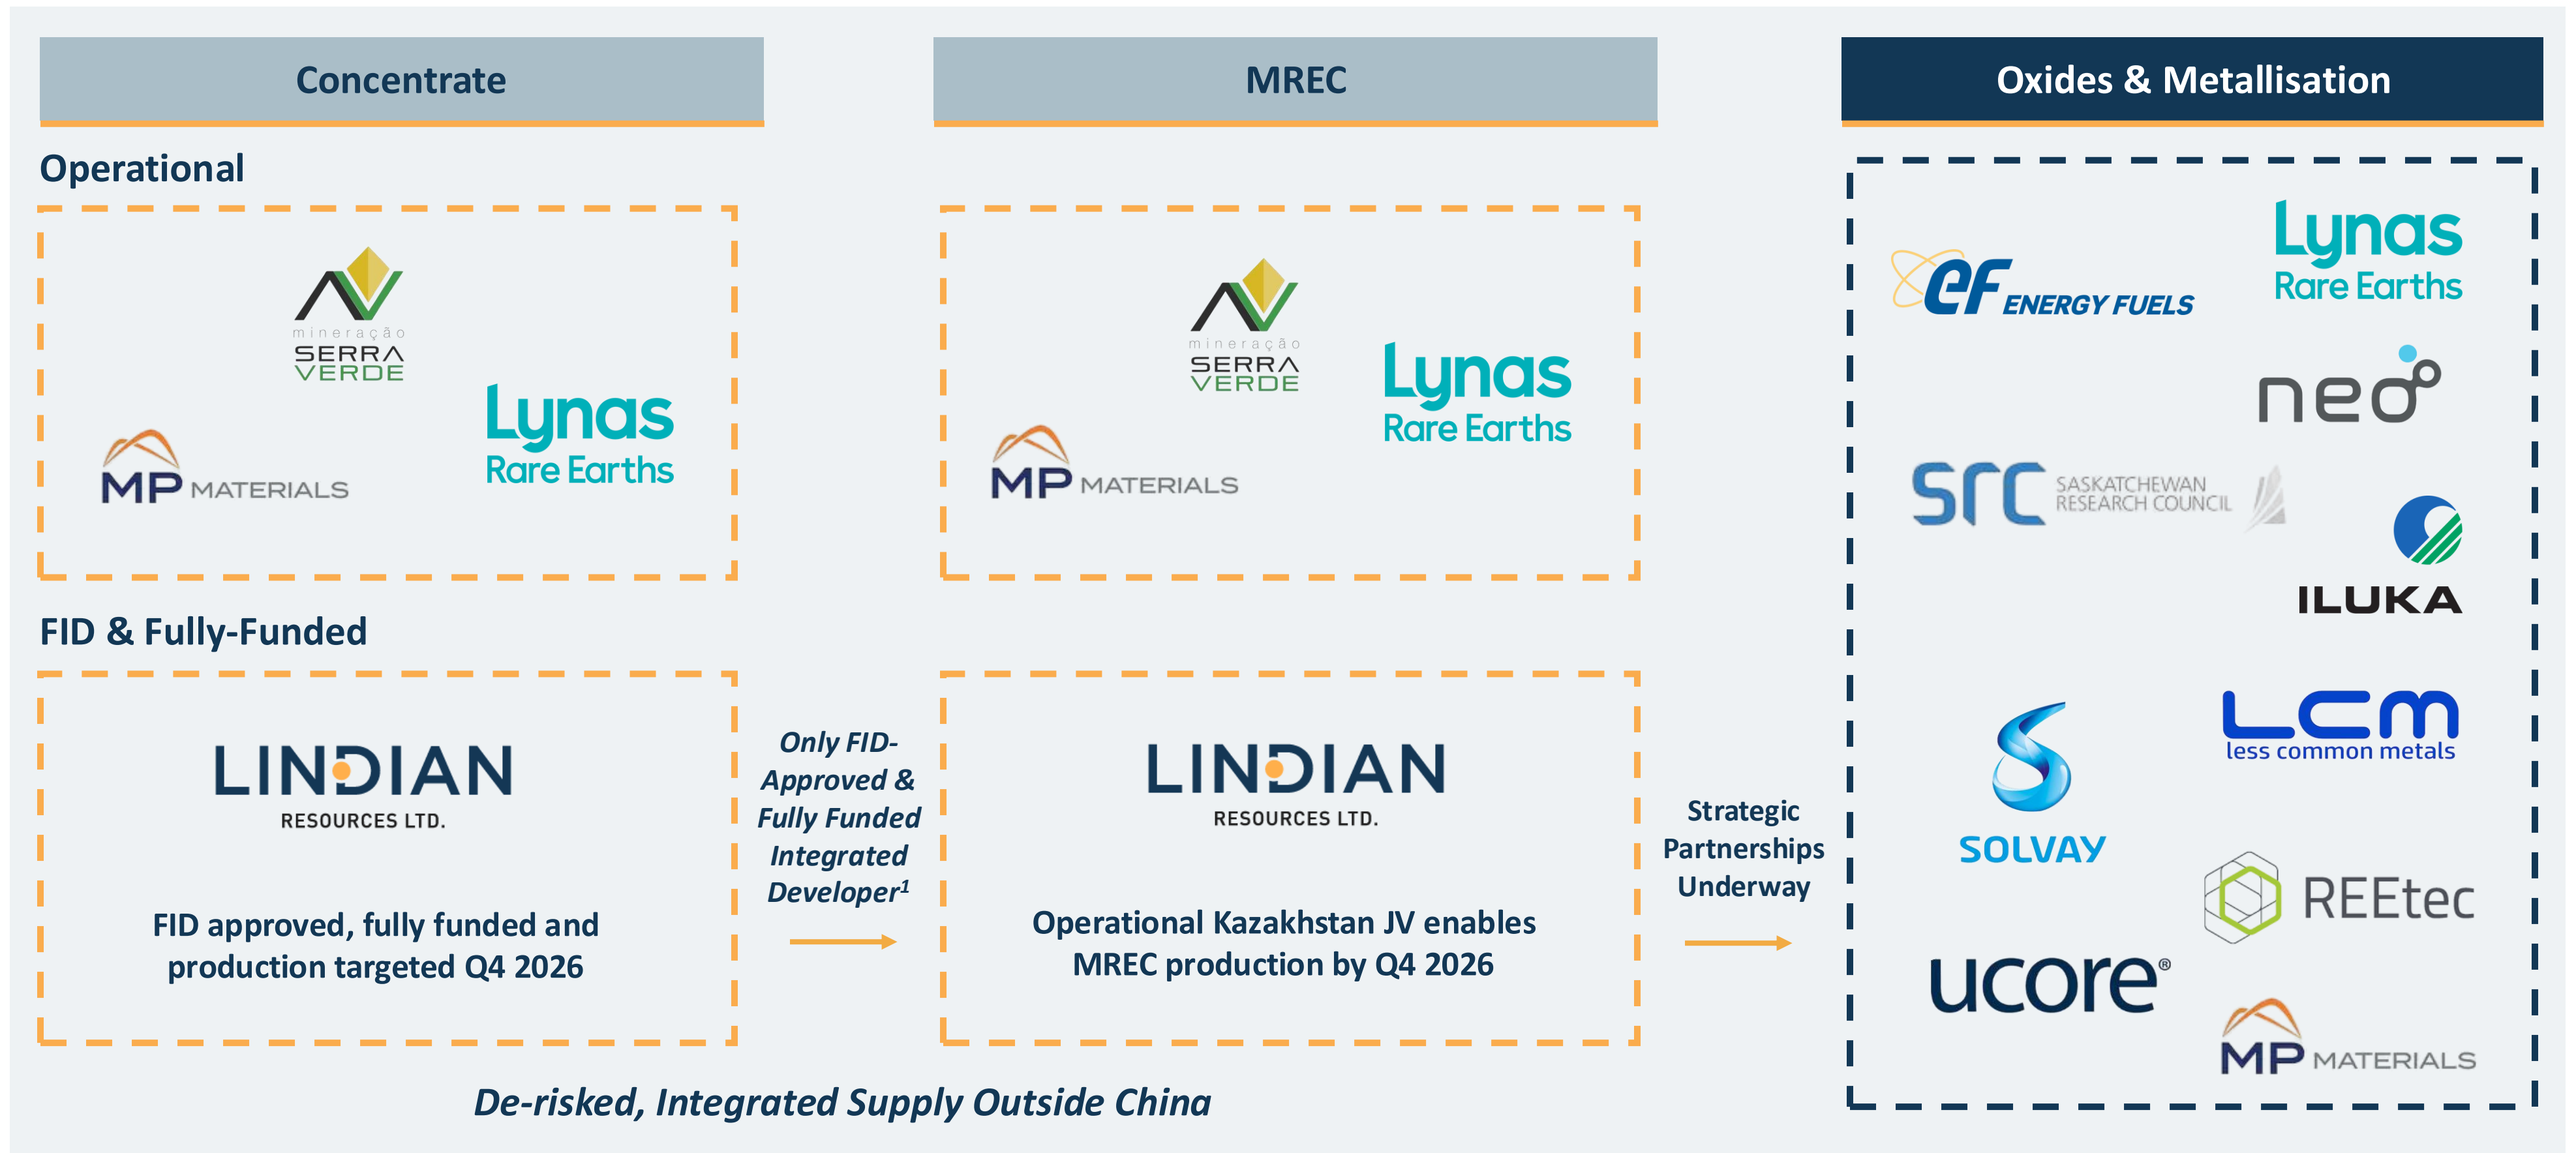 Concentrate
MREC
Oxides & Metallisation
Operational
mineração
SERRA
VERDE
MP MATERIALS
Lynas
Rare Earths
mineração
SERRA
VERDE
MP MATERIALS
Lynas
Rare Earths
FID & Fully-Funded
LINDIAN
RESOURCES LTD.
FID approved, fully funded and
production targeted Q4 2026
Only FID-
Approved &
Fully Funded
Integrated
Developer¹
LINDIAN
RESOURCES LTD.
Operational Kazakhstan JV enables
MREC production by Q4 2026
Strategic
Partnerships
Underway
eF ENERGY FUELS
Lynas
Rare Earths
neo
src SASKATCHEWAN
RESEARCH COUNCIL
ILUKA
SOLVAY
LCM
less common metals
REEtec
ucore®
MP MATERIALS
De-risked, Integrated Supply Outside China